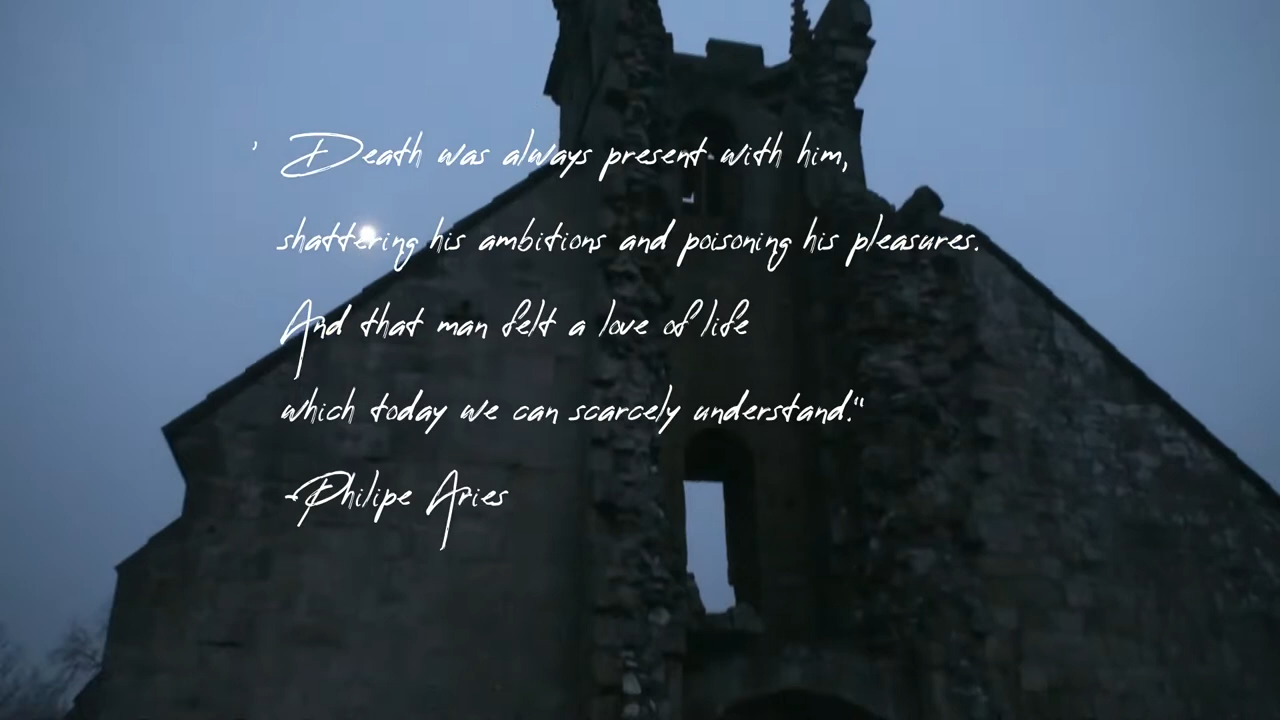 ' Death was always present with him,
shattering his ambitions and poisoning his pleasures.
And that man felt a love of life
which today we can scarcely understand."
-Philipe Aries